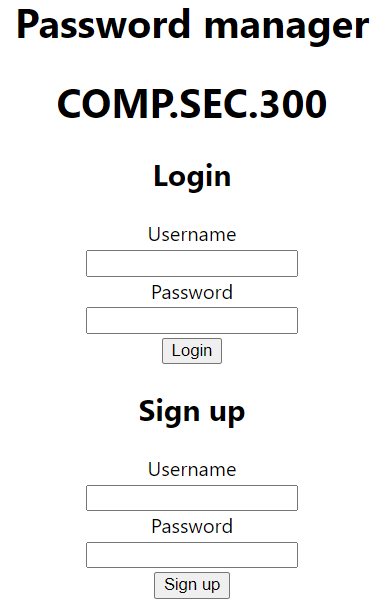 Password manager
COMP.SEC.300
Login
Username
Password
Login
Sign up
Username
Password
Sign up